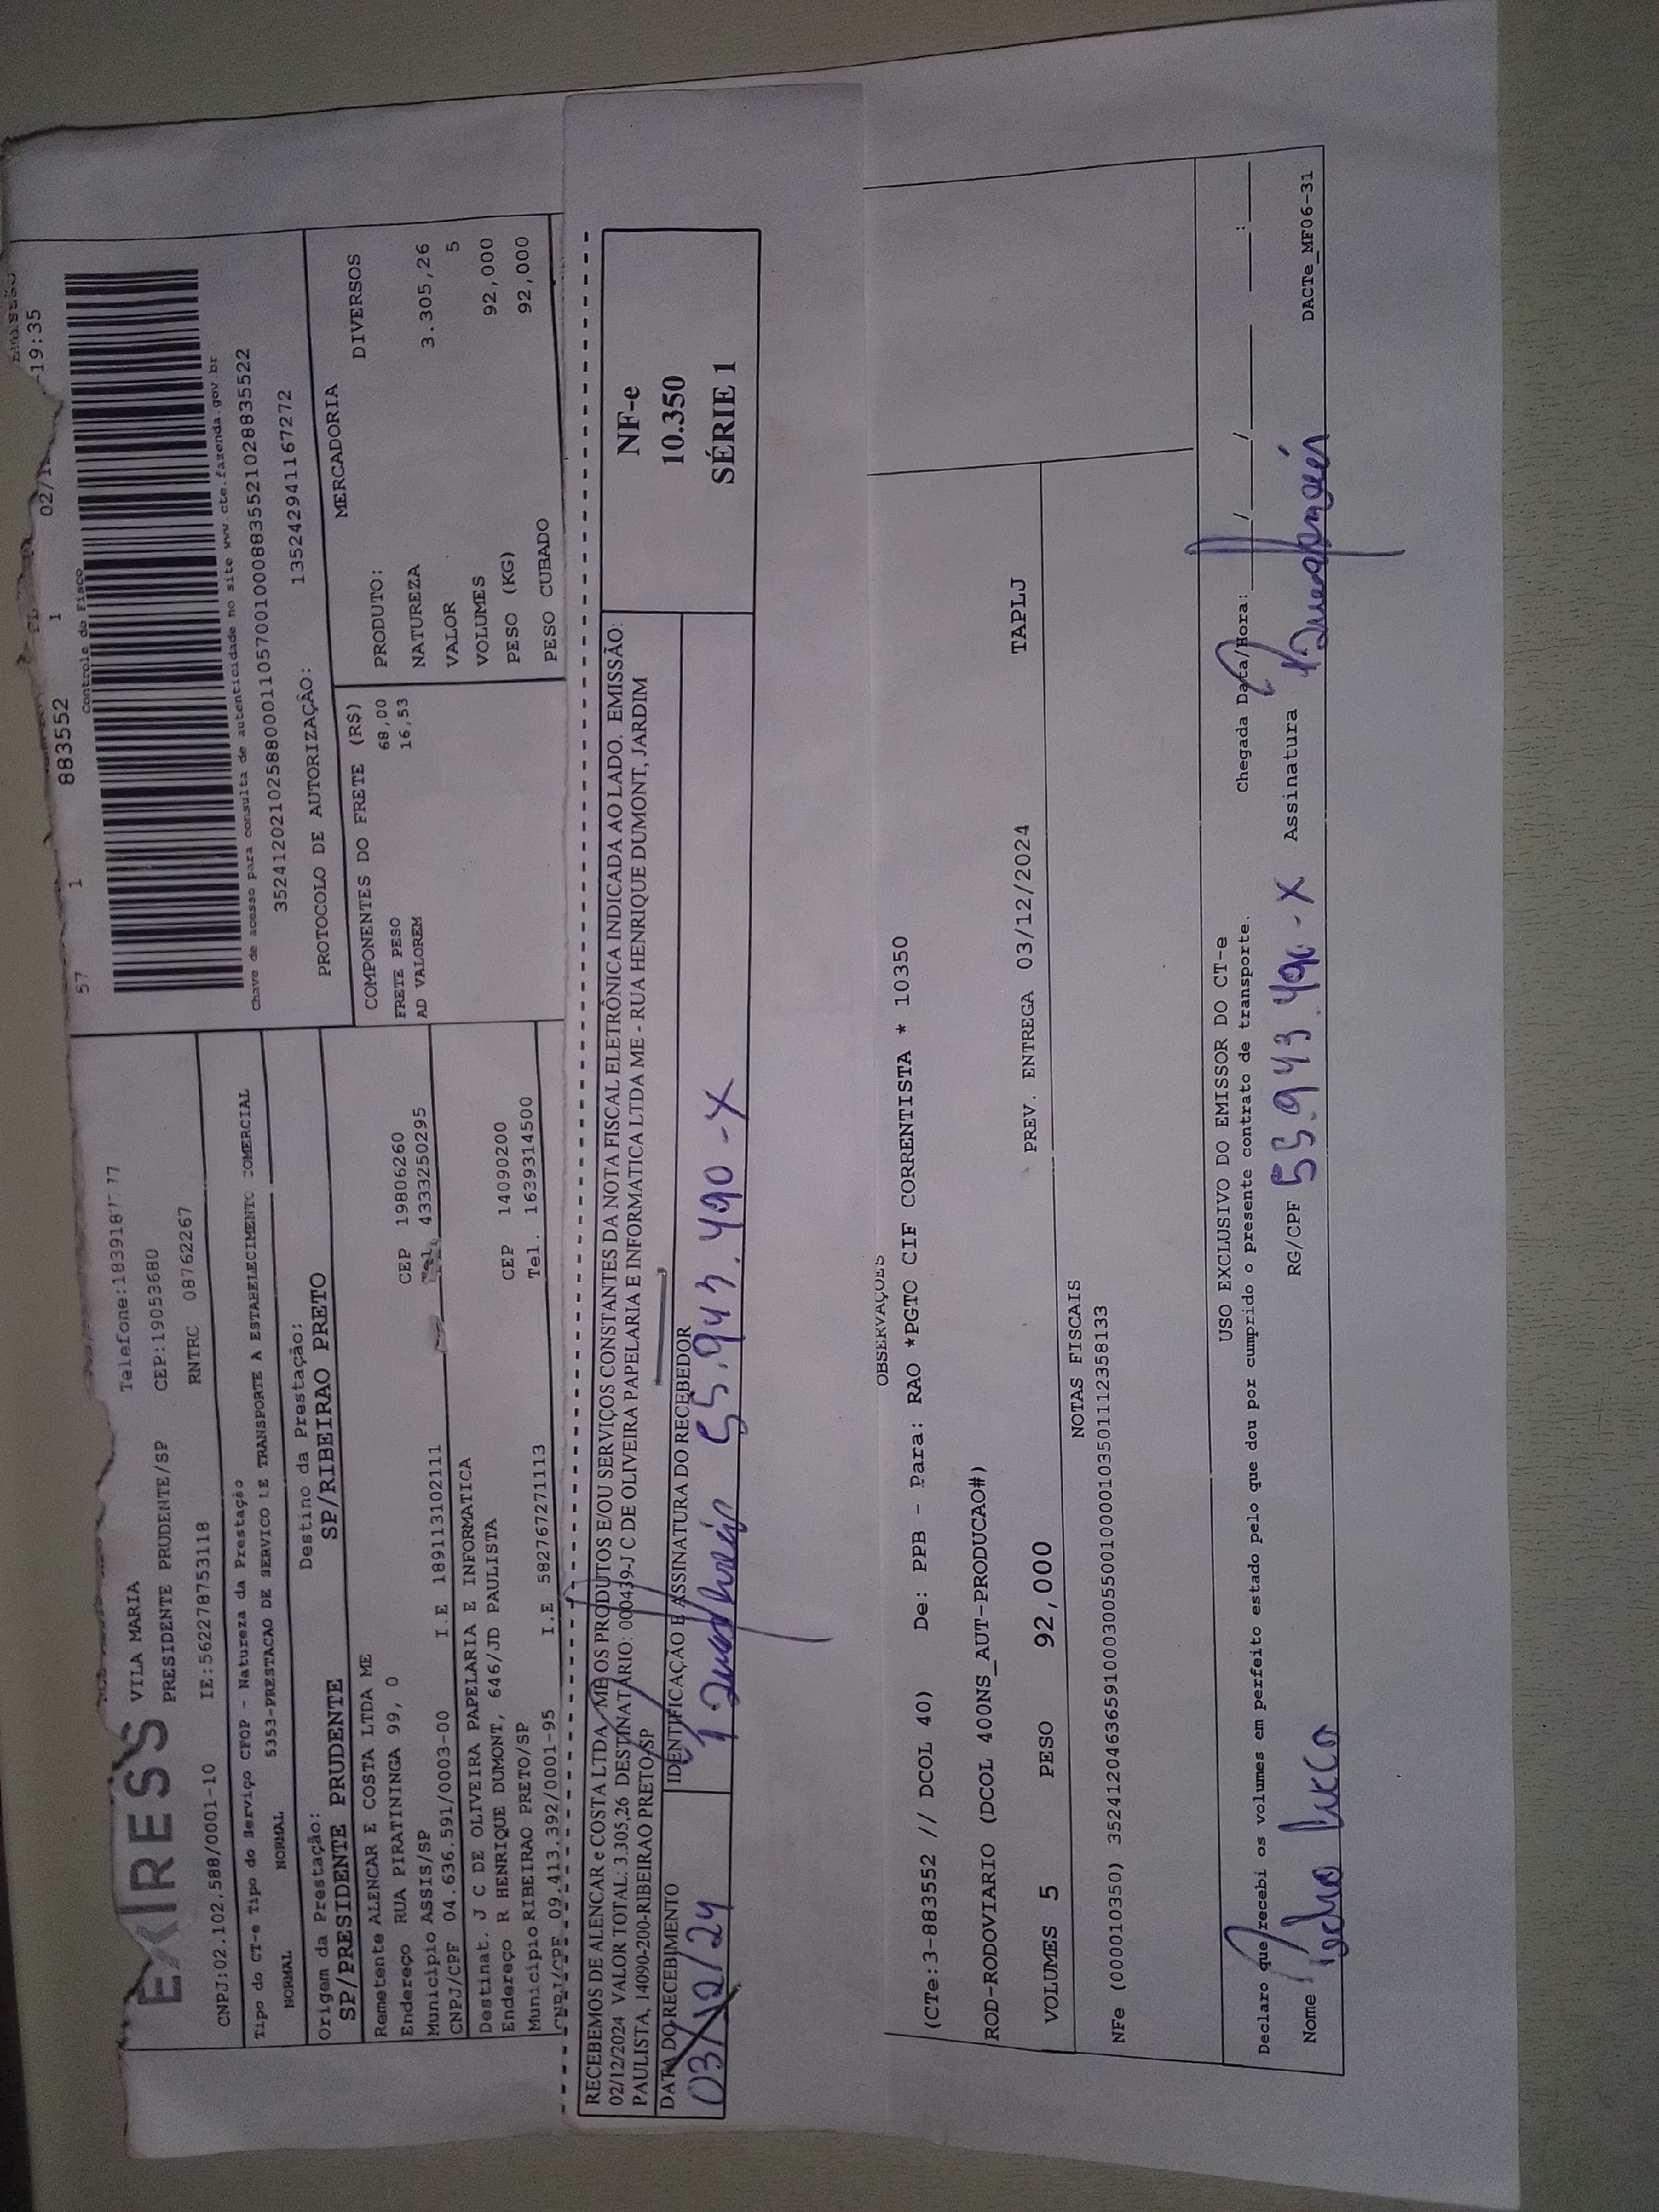 EXPRESS
VILA MARIA
PRESIDENTE PRUDENTE/SP CEP:19053680
CNPJ:02.102.588/0001-10 IE:562278753118 RNTRC 08762267
Tipo do CT-e Tipo do Serviço CFOP - Natureza da Prestação
NORMAL NORMAL 5353-PRESTACAO DE SERVICO DE TRANSPORTE A ESTABELECIMENTO COMERCIAL
Origem da Prestação: Destino da Prestação:
SP/PRESIDENTE PRUDENTE SP/RIBEIRAO PRETO
Remetente ALENCAR E COSTA LTDA ME
Endereço RUA PIRATININGA 99, 0 CEP 19806260
Município ASSIS/SP Tel. 4333250295
CNPJ/CPF 04.636.591/0003-00 I.E 189113102111
Destinat. J C DE OLIVEIRA PAPELARIA E INFORMATICA
Endereço R HENRIQUE DUMONT, 646/JD PAULISTA CEP 14090200
Município RIBEIRAO PRETO/SP Tel. 1639314500
CNPJ/CPF 09.413.392/0001-95 I.E 582767271113
Emissão
57 1 883552 1 02/1 -19:35
Controle do Fisco
Chave de acesso para consulta de autenticidade no site www.cte.fazenda.gov.br
35241202102588000110570010008835521028835522
PROTOCOLO DE AUTORIZAÇÃO: 135242941167272
COMPONENTES DO FRETE (R$)
FRETE PESO 68,00
AD VALOREM 16,53
MERCADORIA
PRODUTO: DIVERSOS
NATUREZA
VALOR 3.305,26
VOLUMES 5
PESO (KG) 92,000
PESO CUBADO 92,000
RECEBEMOS DE ALENCAR e COSTA LTDA ME OS PRODUTOS E/OU SERVIÇOS CONSTANTES DA NOTA FISCAL ELETRÔNICA INDICADA AO LADO. EMISSÃO:
02/12/2024 VALOR TOTAL: 3.305,26 DESTINATÁRIO: 000439-J C DE OLIVEIRA PAPELARIA E INFORMATICA LTDA ME - RUA HENRIQUE DUMONT, JARDIM
PAULISTA, 14090-200-RIBEIRAO PRETO/SP
DATA DO RECEBIMENTO IDENTIFICAÇÃO E ASSINATURA DO RECEBEDOR
03/12/24 55.943.490-X
NF-e
10.350
SÉRIE 1
OBSERVAÇÕES
(CTe:3-883552 // DCOL 40) De: PPB - Para: RAO *PGTO CIF CORRENTISTA * 10350
ROD-RODOVIARIO (DCOL 400NS_AUT-PRODUCAO#)
VOLUMES 5 PESO 92,000 PREV. ENTREGA 03/12/2024 TAPLJ
NOTAS FISCAIS
NFe (000010350) 35241204636591000300550010000103501112358133
USO EXCLUSIVO DO EMISSOR DO CT-e
Declaro que recebi os volumes em perfeito estado pelo que dou por cumprido o presente contrato de transporte. Chegada Data/Hora: / / :
Nome RG/CPF 55.943.490-X Assinatura
DACTe_MF06-31